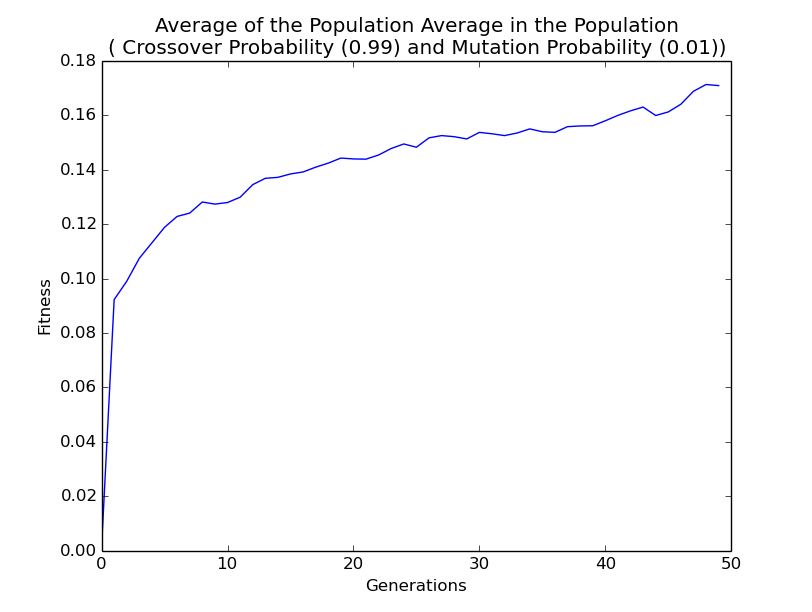 Average of the Population Average in the Population
( Crossover Probability (0.99) and Mutation Probability (0.01))
0.18
0.16
0.14
0.12
0.10
0.08
0.06
0.04
0.02
0.00
Fitness
0 10 20 30 40 50
Generations